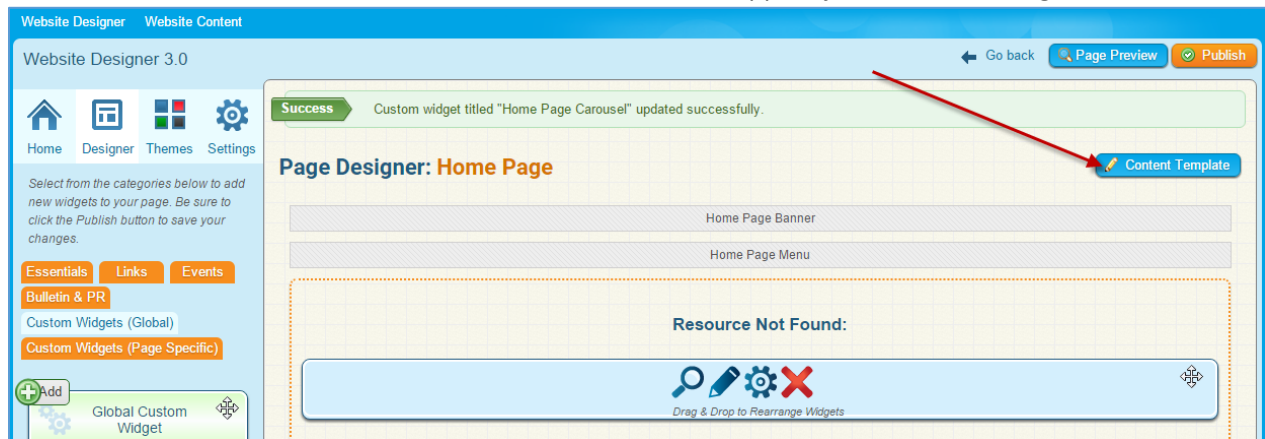 Website Designer Website Content
Website Designer 3.0
Go back
Page Preview
Publish
Home
Designer
Themes
Settings
Select from the categories below to add
new widgets to your page. Be sure to
click the Publish button to save your
changes.
Essentials
Links
Events
Bulletin & PR
Custom Widgets (Global)
Custom Widgets (Page Specific)
Add
Global Custom
Widget
Success
Custom widget titled "Home Page Carousel" updated successfully.
Page Designer: Home Page
Content Template
Home Page Banner
Home Page Menu
Resource Not Found:
Drag & Drop to Rearrange Widgets